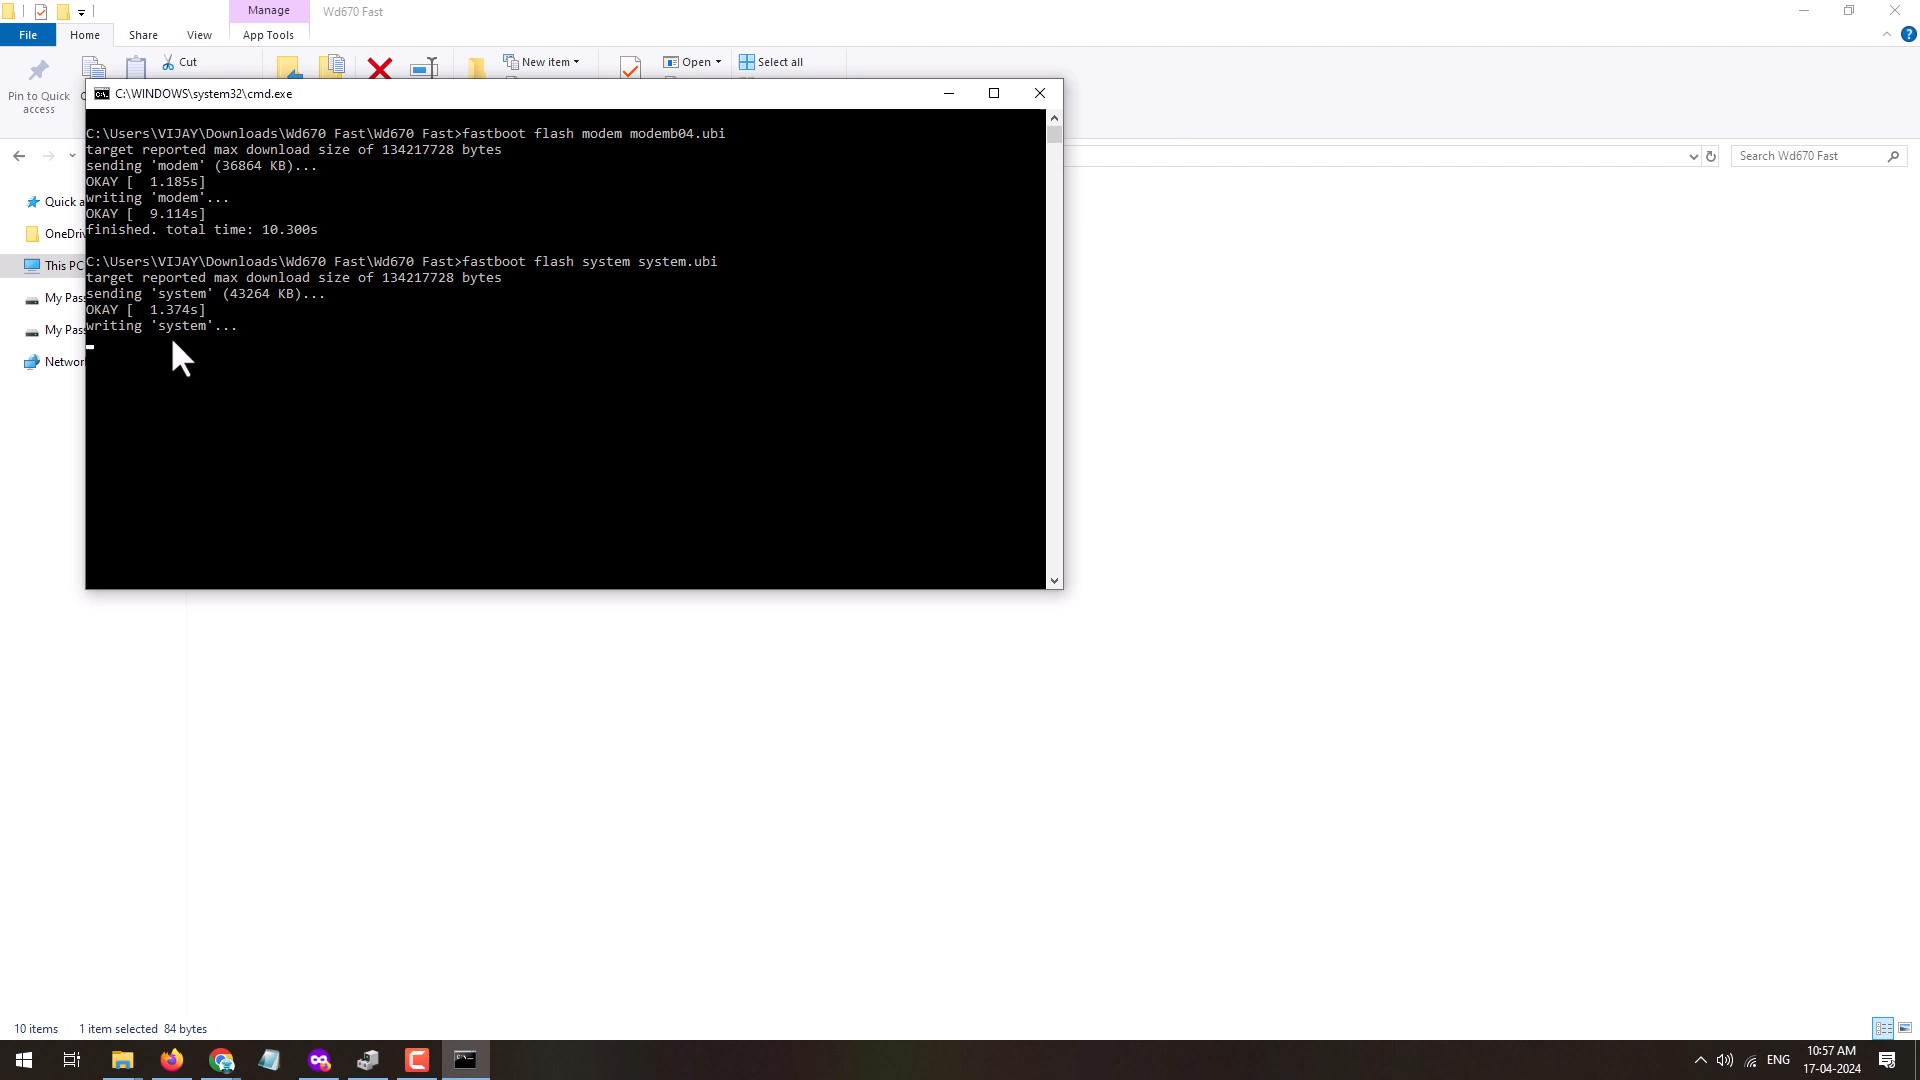 Manage
Wd670 Fast
File
Home
Share
View
App Tools
Cut
New item
Open
Select all
Pin to Quick
access
C:\WINDOWS\system32\cmd.exe
C:\Users\VIJAY\Downloads\Wd670 Fast\Wd670 Fast>fastboot flash modem modemb04.ubi
target reported max download size of 134217728 bytes
sending 'modem' (36864 KB)...
OKAY [  1.185s]
writing 'modem'...
OKAY [  9.114s]
finished. total time: 10.300s
C:\Users\VIJAY\Downloads\Wd670 Fast\Wd670 Fast>fastboot flash system system.ubi
target reported max download size of 134217728 bytes
sending 'system' (43264 KB)...
OKAY [  1.374s]
writing 'system'...
Search Wd670 Fast
Quick a
OneDriv
This PC
My Pas
My Pas
Networ
10 items
1 item selected  84 bytes
ENG
10:57 AM
17-04-2024